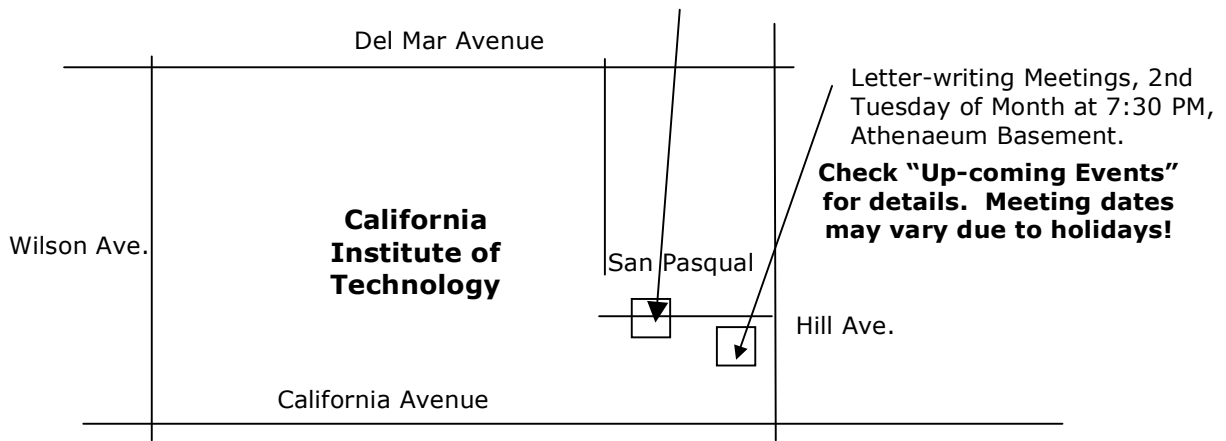 Del Mar Avenue
Letter-writing Meetings, 2nd
Tuesday of Month at 7:30 PM,
Athenaeum Basement.
Check “Up-coming Events”
for details.  Meeting dates
may vary due to holidays!
California
Institute of
Technology
Wilson Ave.
San Pasqual
Hill Ave.
California Avenue